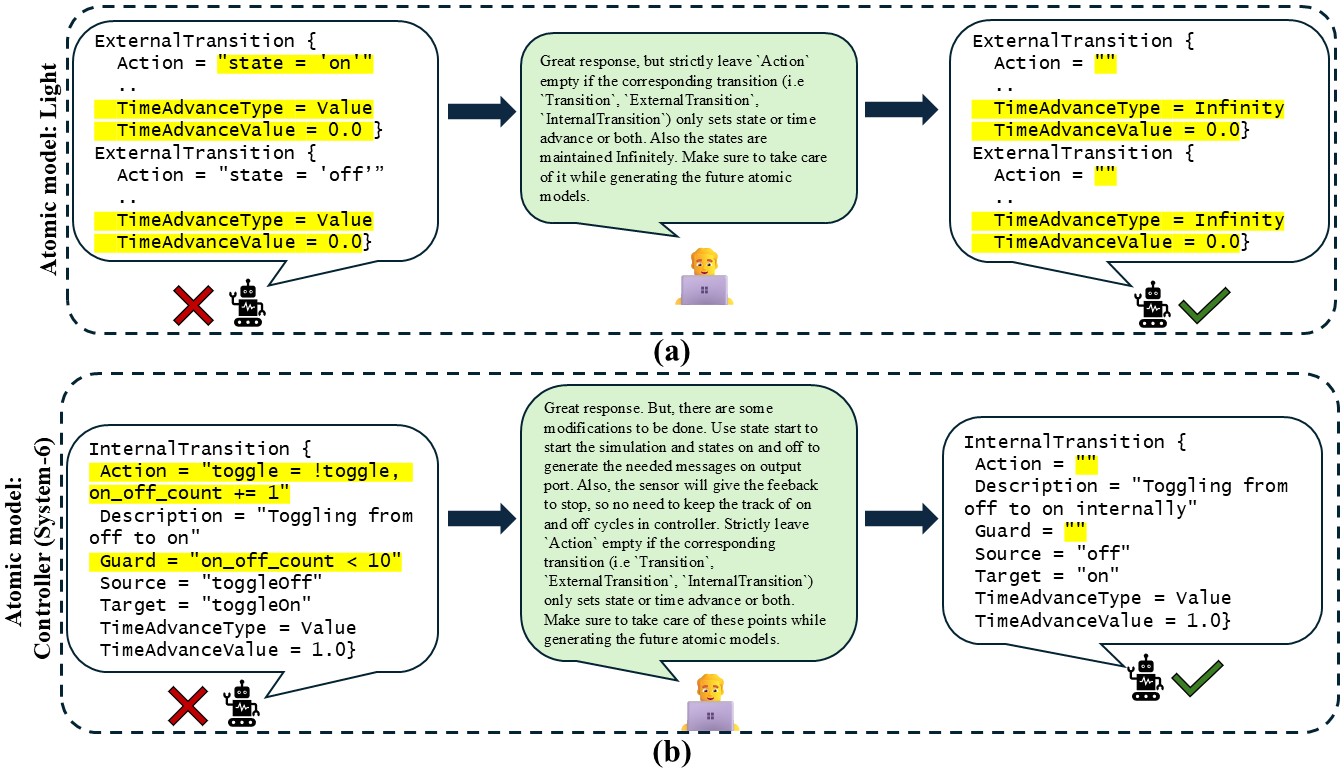 Atomic model: Light
ExternalTransition {
Action = "state = 'on'"
..
TimeAdvanceType = Value
TimeAdvanceValue = 0.0 }
ExternalTransition {
Action = "state = 'off’”
..
TimeAdvanceType = Value
TimeAdvanceValue = 0.0}
Great response, but strictly leave `Action`
empty if the corresponding transition (i.e
`Transition`, `ExternalTransition`,
`InternalTransition`) only sets state or time
advance or both. Also the states are
maintained Infinitely. Make sure to take care
of it while generating the future atomic
models.
ExternalTransition {
Action = ""
..
TimeAdvanceType = Infinity
TimeAdvanceValue = 0.0}
ExternalTransition {
Action = ""
..
TimeAdvanceType = Infinity
TimeAdvanceValue = 0.0}
(a)
Atomic model:
Controller (System-6)
InternalTransition {
Action = "toggle = !toggle,
on_off_count += 1"
Description = "Toggling from
off to on"
Guard = "on_off_count < 10"
Source = "toggleOff"
Target = "toggleOn"
TimeAdvanceType = Value
TimeAdvanceValue = 1.0}
Great response. But, there are some
modifications to be done. Use state start to
start the simulation and states on and off to
generate the needed messages on output
port. Also, the sensor will give the feeback
to stop, so no need to keep the track of on
and off cycles in controller. Strictly leave
`Action` empty if the corresponding
transition (i.e `Transition`,
`ExternalTransition`, `InternalTransition`)
only sets state or time advance or both.
Make sure to take care of these points while
generating the future atomic models.
InternalTransition {
Action = ""
Description = "Toggling from
off to on internally"
Guard = ""
Source = "off"
Target = "on"
TimeAdvanceType = Value
TimeAdvanceValue = 1.0}
(b)